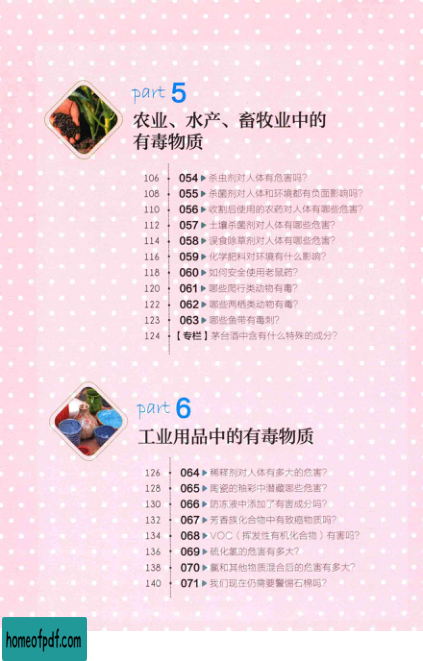 part 5
农业、水产、畜牧业中的
有毒物质
106 054 杀虫剂对人体有危害吗?
108 055 杀菌剂对人体和环境都有负面影响吗?
110 056 收割后使用的农药对人体有哪些危害?
112 057 土壤杀菌剂对人体有哪些危害?
114 058 误食除草剂对人体有哪些危害?
116 059 化学肥料对环境有什么影响?
118 060 如何安全使用老鼠药?
120 061 哪些爬行类动物有毒?
122 062 哪些两栖类动物有毒?
123 063 哪些鱼带有毒刺?
124 【专栏】茅台酒中含有什么特殊的成分?
part 6
工业用品中的有毒物质
126 064 稀释剂对人体有多大的危害?
128 065 陶瓷的釉彩中潜藏哪些危害?
130 066 防冻液中添加了有害成分吗?
132 067 芳香族化合物中有致癌物质吗?
134 068 VOC（挥发性有机化合物）有害吗?
136 069 硫化氢的危害有多大?
138 070 氯和其他物质混合后的危害有多大?
140 071 我们现在仍需要警惕石棉吗?
homeofpdf.com